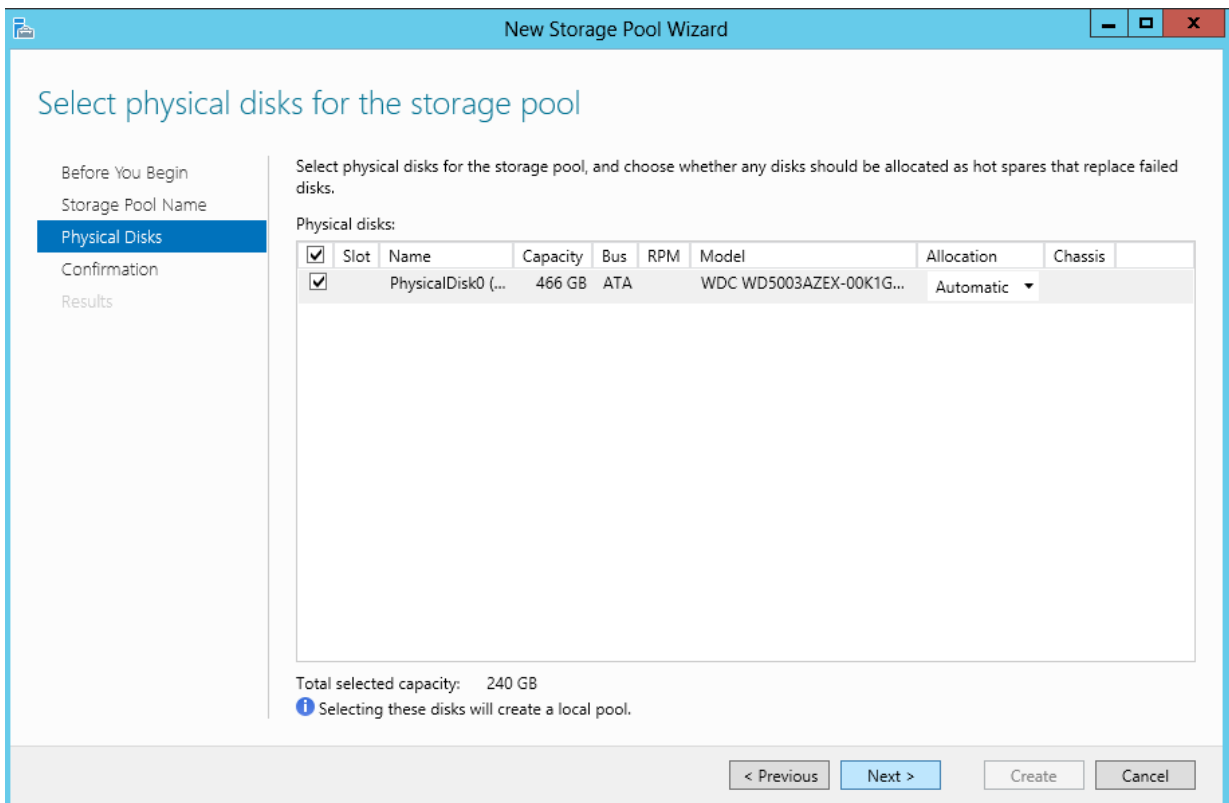 New Storage Pool Wizard
Select physical disks for the storage pool
Before You Begin
Storage Pool Name
Physical Disks
Confirmation
Results
Select physical disks for the storage pool, and choose whether any disks should be allocated as hot spares that replace failed
disks.
Physical disks:
Slot Name Capacity Bus RPM Model Allocation Chassis
PhysicalDisk0 (... 466 GB ATA WDC WD5003AZEX-00K1G... Automatic
Total selected capacity: 240 GB
Selecting these disks will create a local pool.
< Previous Next > Create Cancel